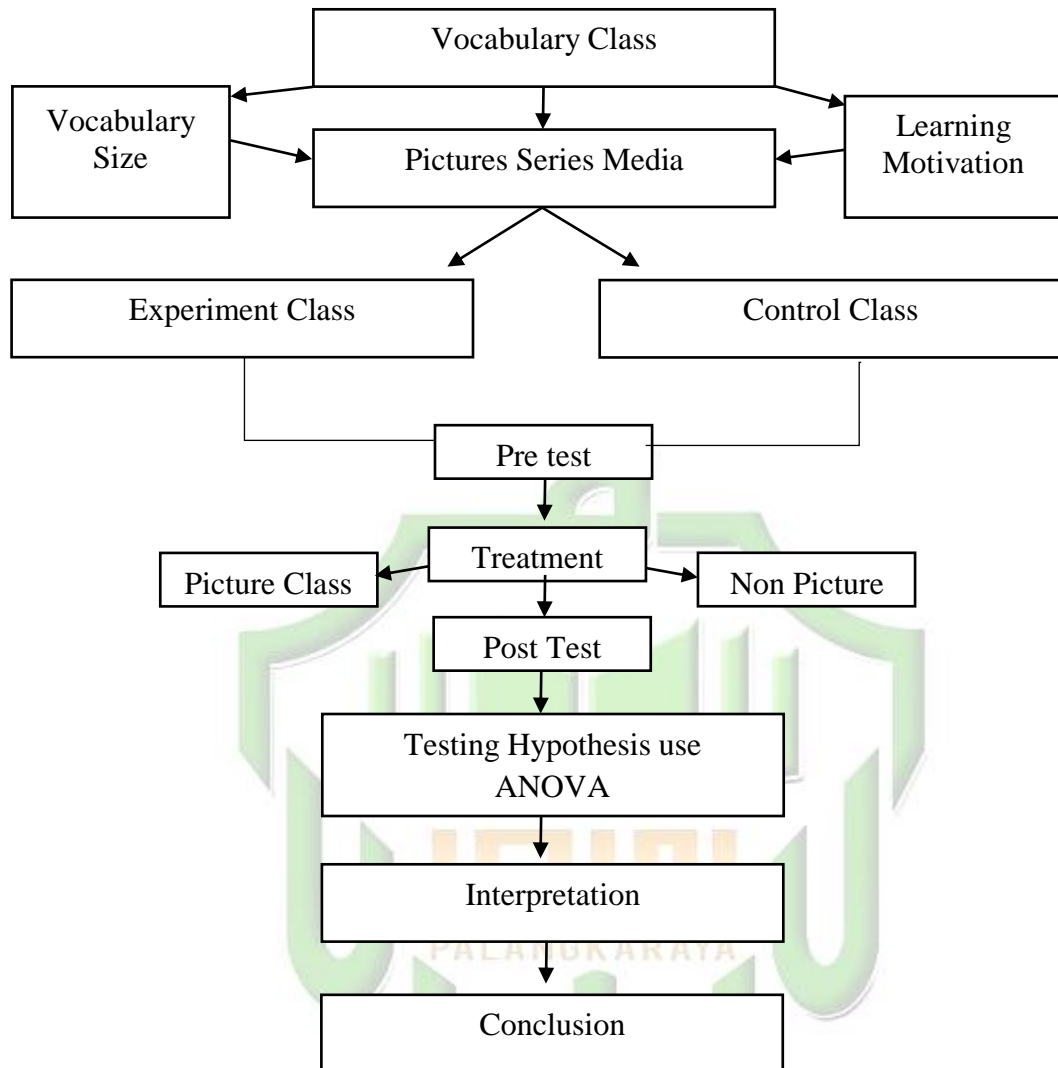 Vocabulary Class
Vocabulary
Size
Pictures Series Media
Learning
Motivation
Experiment Class
Control Class
Pre test
Treatment
Picture Class
Non Picture
Post Test
Testing Hypothesis use
ANOVA
Interpretation
PALANGKARAYA
Conclusion